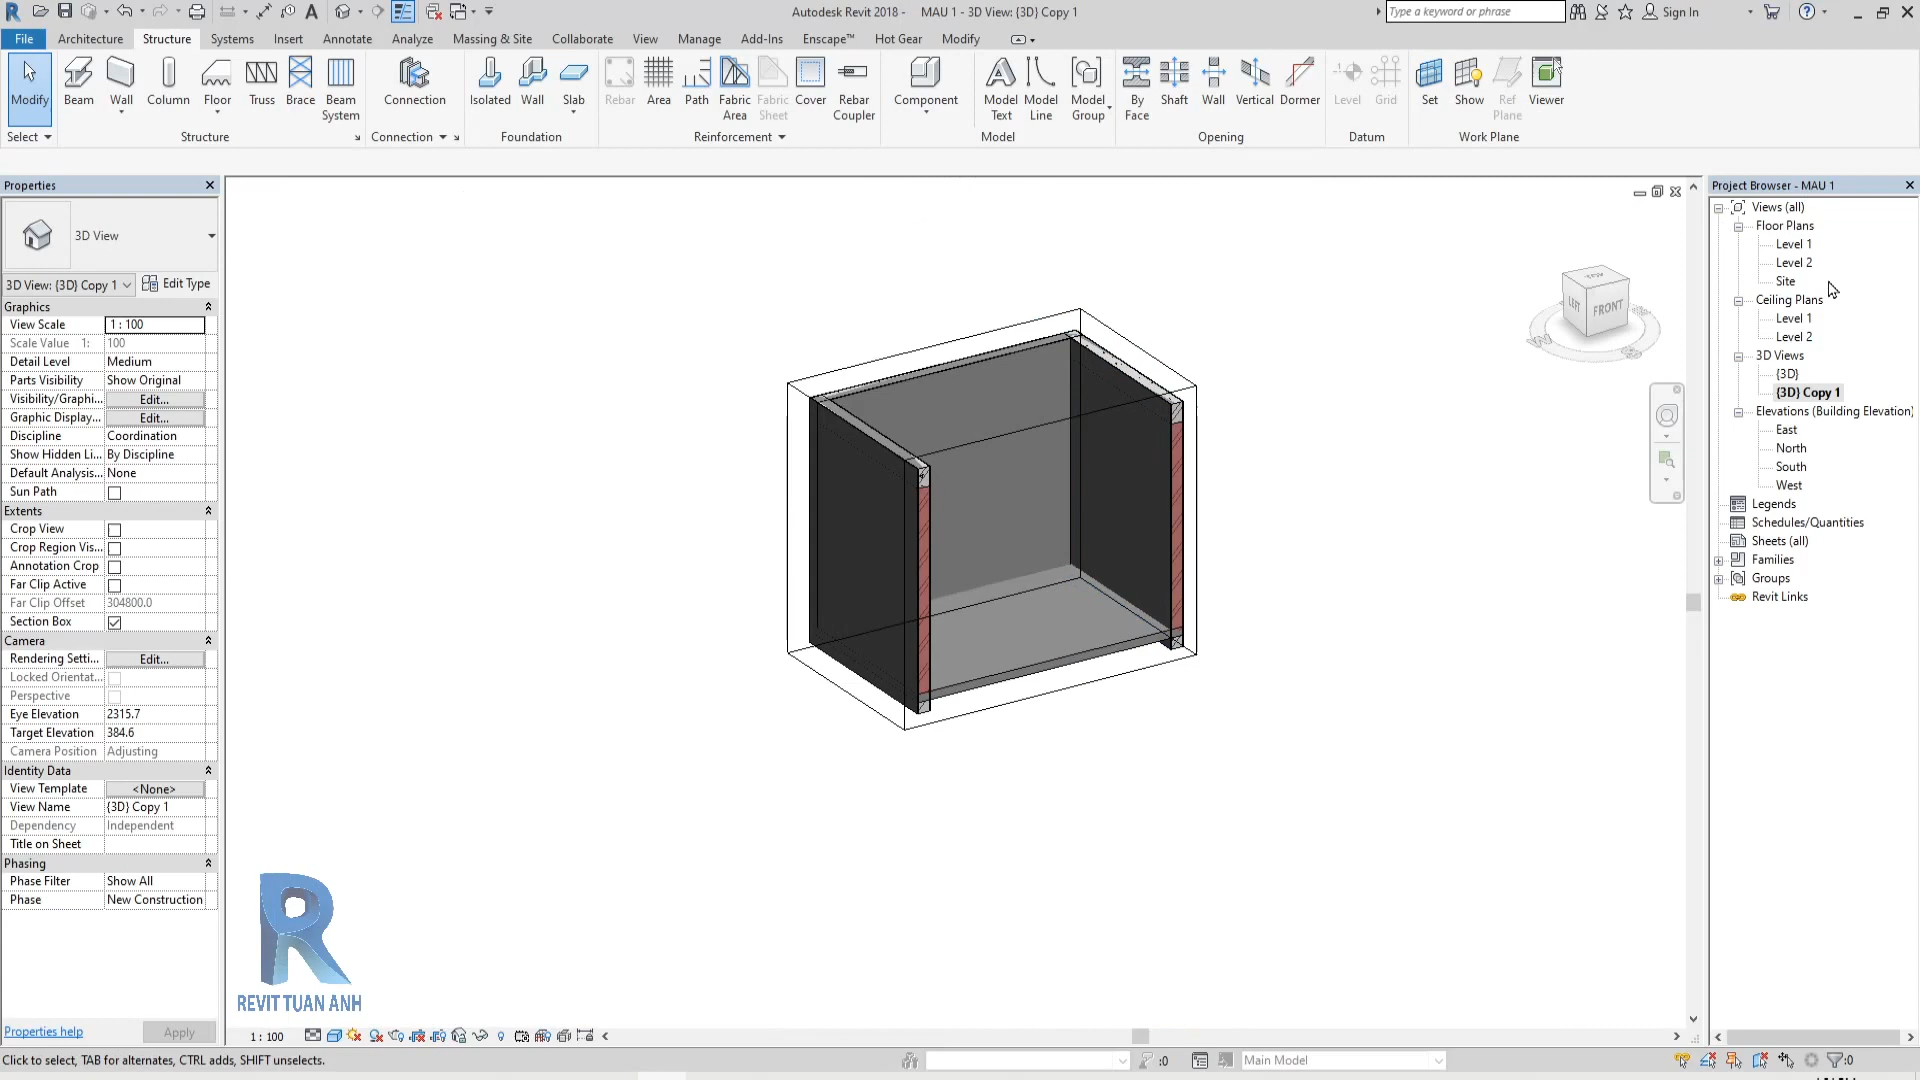 Autodesk Revit 2018 -     MAU 1 - 3D View: {3D} Copy 1
Type a keyword or phrase
Sign In
File Architecture Structure Systems Insert Annotate Analyze Massing & Site Collaborate View Manage Add-Ins Enscape™ Hot Gear Modify
Modify Beam Wall Column Floor Truss Brace Beam System Connection Isolated Wall Slab Rebar Area Path Fabric Area Fabric Sheet Cover Rebar Coupler Component Model Text Model Line Model Group By Face Shaft Wall Vertical Dormer Level Grid Set Show Ref Plane Viewer
Select Structure Connection Foundation Reinforcement Model Opening Datum Work Plane
Properties
3D View
3D View: {3D} Copy 1 Edit Type
Graphics
View Scale 1 : 100
Scale Value 1: 100
Detail Level Medium
Parts Visibility Show Original
Visibility/Graphi... Edit...
Graphic Display... Edit...
Discipline Coordination
Show Hidden Li... By Discipline
Default Analysis... None
Sun Path
Extents
Crop View
Crop Region Vis...
Annotation Crop
Far Clip Active
Far Clip Offset 304800.0
Section Box
Camera
Rendering Setti... Edit...
Locked Orientat...
Perspective
Eye Elevation 2315.7
Target Elevation 384.6
Camera Position Adjusting
Identity Data
View Template <None>
View Name {3D} Copy 1
Dependency Independent
Title on Sheet
Phasing
Phase Filter Show All
Phase New Construction
Properties help Apply
TOP
LEFT FRONT
REVIT TUAN ANH
Project Browser - MAU 1
Views (all)
Floor Plans
Level 1
Level 2
Site
Ceiling Plans
Level 1
Level 2
3D Views
{3D}
{3D} Copy 1
Elevations (Building Elevation)
East
North
South
West
Legends
Schedules/Quantities
Sheets (all)
Families
Groups
Revit Links
1 : 100
Click to select, TAB for alternates, CTRL adds, SHIFT unselects.
:0
Main Model
:0